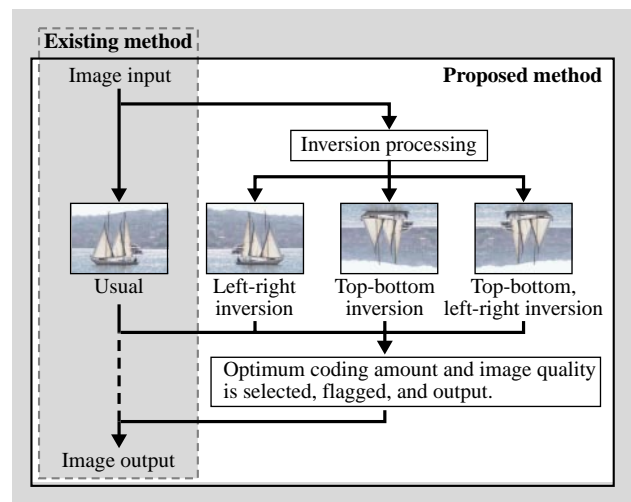 Existing method
Image input
Proposed method
Inversion processing
Usual
Left-right
inversion
Top-bottom
inversion
Top-bottom,
left-right inversion
Optimum coding amount and image quality
is selected, flagged, and output.
Image output